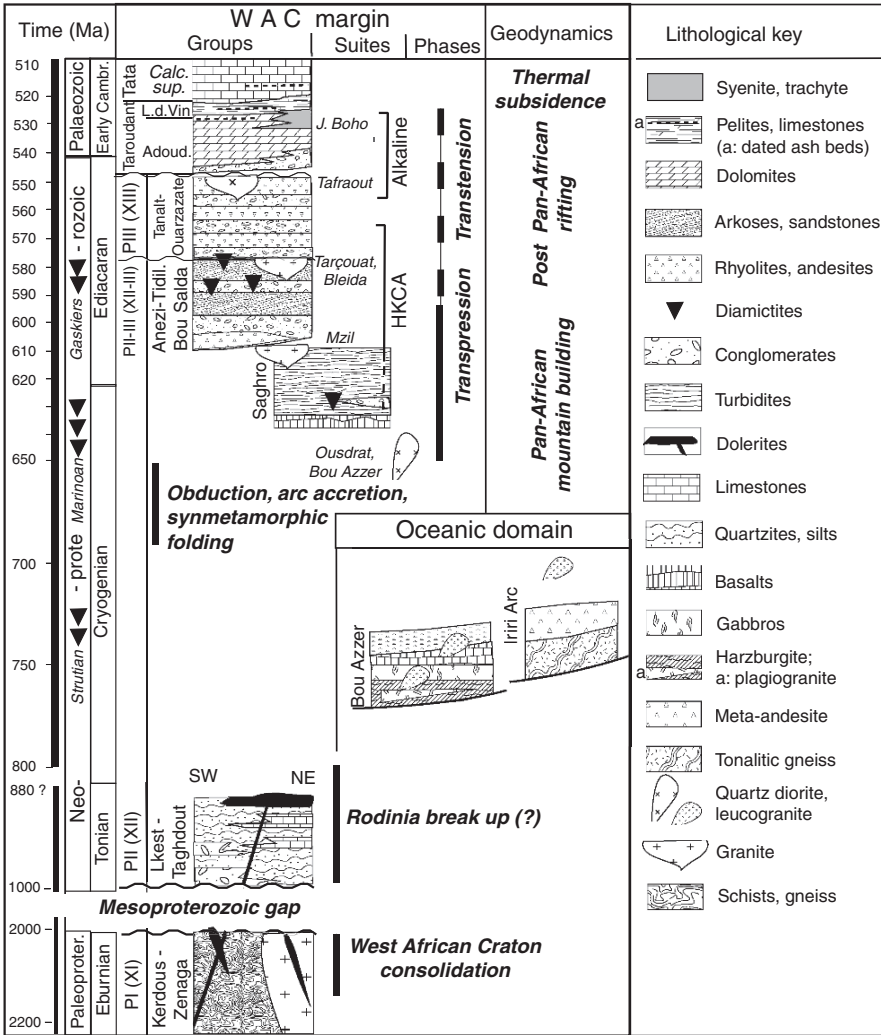 Time (Ma)
W A C margin
Groups
Suites
Phases
Geodynamics
Lithological key
510
520
530
540
550
560
570
580
590
600
610
620
650
700
750
800
880 ?
1000
2000
2200
Palaeozoic
Early Cambr.
- rozoic
Ediacaran
Gaskiers
- prote
Marinoan
Cryogenian
Strutian
Neo-
Tonian
Paleoproter.
Eburnian
Taroudant
Tata
Calc.
sup.
L.d.Vin
Adoud.
PIII (XIII)
Tanalt-
Ouarzazate
PII-III (XII-III)
Anezi-Tidil.
Bou Salda
Saghro
J. Boho
Tafraout
Alkaline
Tarçouat,
Bleida
HKCA
Mzil
Ousdrat,
Bou Azzer
Transtension
Transpression
Thermal
subsidence
Post Pan-African
rifting
Pan-African
mountain building
Obduction, arc accretion,
synmetamorphic
folding
Oceanic domain
Bou Azzer
Iriri Arc
SW
NE
PII (XII)
Lkest -
Taghdout
Rodinia break up (?)
Mesoproterozoic gap
PI (XI)
Kerdous -
Zenaga
West African Craton
consolidation
Syenite, trachyte
a
Pelites, limestones
(a: dated ash beds)
Dolomites
Arkoses, sandstones
Rhyolites, andesites
Diamictites
Conglomerates
Turbidites
Dolerites
Limestones
Quartzites, silts
Basalts
Gabbros
a
Harzburgite;
a: plagiogranite
Meta-andesite
Tonalitic gneiss
Quartz diorite,
leucogranite
Granite
Schists, gneiss